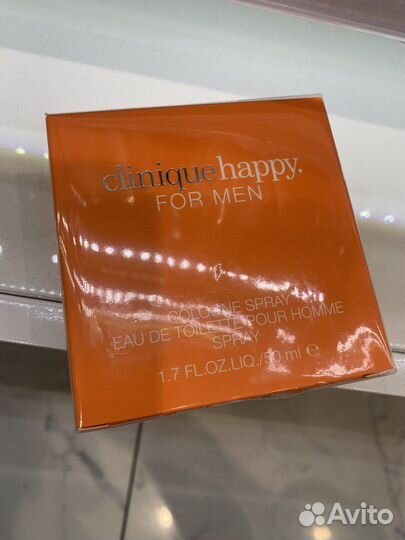 clinique happy.
FOR MEN
COLOGNE SPRAY
EAU DE TOILETTE POUR HOMME
SPRAY
1.7 FL.OZ.LIQ./50 ml e
Avito